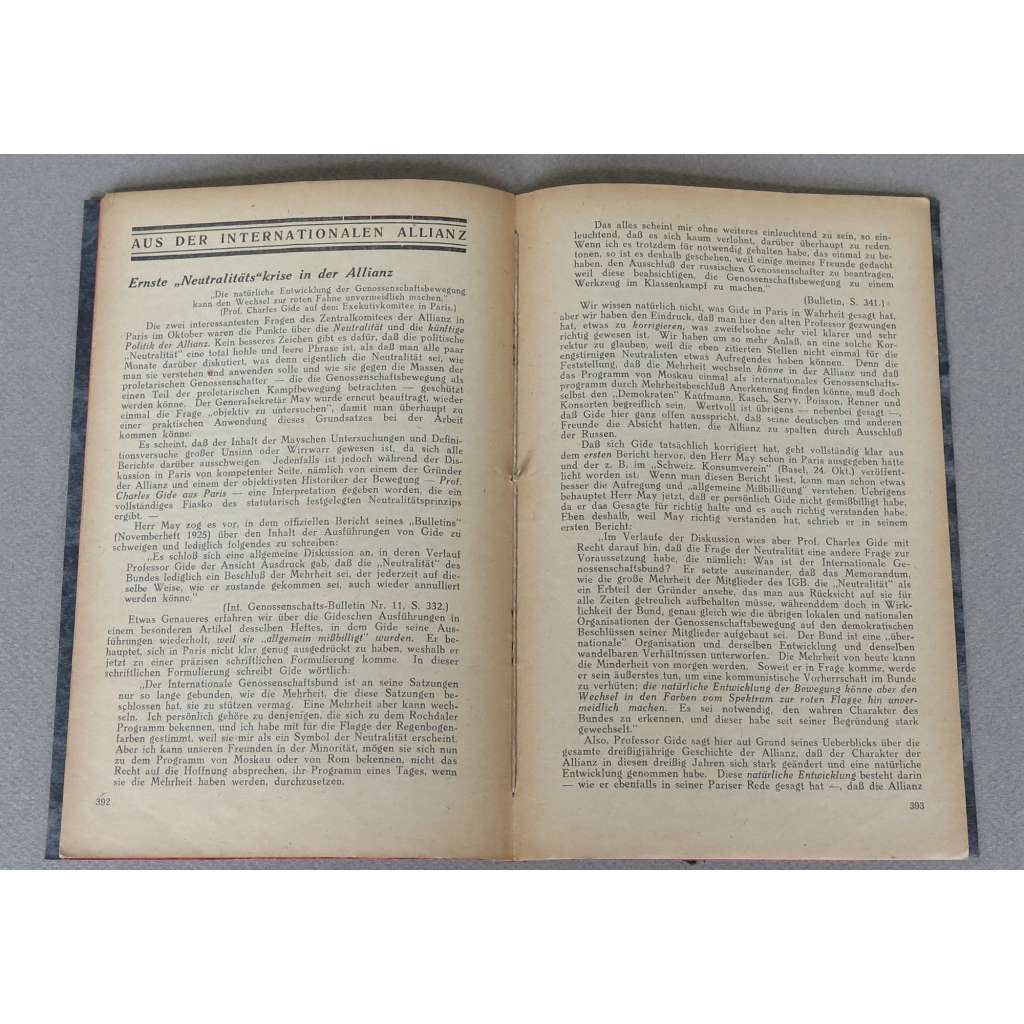 AUS DER INTERNATIONALEN ALLIANZ
Ernste „Neutralitäts“krise in der Allianz
„Die natürliche Entwicklung der Genossenschaftsbewegung
kann den Wechsel zur roten Fahne unvermeidlich machen.“
(Prof. Charles Gide auf dem Exekutivkomitee in Paris.)
Die zwei interessantesten Fragen des Zentralkomitees der Allianz in
Paris im Oktober waren die Punkte über die Neutralität und die künftige
Politik der Allianz. Kein besseres Zeichen gibt es dafür, daß die politische
„Neutralität“ eine total hohle und leere Phrase ist, als daß man alle paar
Monate darüber diskutiert, was denn eigentlich die Neutralität sei, wie
man sie verstehen und anwenden solle und wie sie gegen die Massen der
proletarischen Genossenschafter — die die Genossenschaftsbewegung als
einen Teil der proletarischen Kampfbewegung betrachten — geschützt
werden könne. Der Generalsekretär May wurde erneut beauftragt, wieder
einmal die Frage „objektiv zu untersuchen“, damit man überhaupt zu
einer praktischen Anwendung dieses Grundsatzes bei der Arbeit
kommen könne.
Es scheint, daß der Inhalt der Mayschen Untersuchungen und Defini-
tionsversuche großer Unsinn oder Wirrwarr gewesen ist, da sich alle
Berichte darüber ausschweigen. Jedenfalls ist jedoch während der Dis-
kussion in Paris von kompetenter Seite, nämlich von einem der Gründer
der Allianz und einem der objektivsten Historiker der Bewegung — Prof.
Charles Gide aus Paris — eine Interpretation gegeben worden, die ein
vollständiges Fiasko des statutarisch festgelegten Neutralitätsprinzips
ergibt. —
Herr May zog es vor, in dem offiziellen Bericht seines „Bulletins“
(Novemberheft 1925) über den Inhalt der Ausführungen von Gide zu
schweigen und lediglich folgendes zu schreiben:
„Es schloß sich eine allgemeine Diskussion an, in deren Verlauf
Professor Gide der Ansicht Ausdruck gab, daß die „Neutralität“ des
Bundes lediglich ein Beschluß der Mehrheit sei, der jederzeit auf die-
selbe Weise, wie er zustande gekommen sei, auch wieder annulliert
werden könne.“
(Int. Genossenschafts-Bulletin Nr. 11, S. 332.)
Etwas Genaueres erfahren wir über die Gideschen Ausführungen in
einem besonderen Artikel desselben Heftes, in dem Gide seine Aus-
führungen wiederholt, weil sie „allgemein mißbilligt“ wurden. Er be-
hauptet, sich in Paris nicht klar genug ausgedrückt zu haben, weshalb er
jetzt zu einer präzisen schriftlichen Formulierung komme. In dieser
schriftlichen Formulierung schreibt Gide wörtlich:
„Der Internationale Genossenschaftsbund ist an seine Satzungen
nur so lange gebunden, wie die Mehrheit, die diese Satzungen be-
schlossen hat, sie zu stützen vermag. Eine Mehrheit aber kann wech-
seln. Ich persönlich gehöre zu denjenigen, die sich zu dem Rochdaler
Programm bekennen, und ich habe mit für die Flagge der Regenbogen-
farben gestimmt, weil sie mir als ein Symbol der Neutralität erscheint.
Aber ich kann unseren Freunden in der Minorität, mögen sie sich nun
zu dem Programm von Moskau oder von Rom bekennen, nicht das
Recht auf die Hoffnung absprechen, ihr Programm eines Tages, wenn
sie die Mehrheit haben werden, durchzusetzen.
392
Das alles scheint mir ohne weiteres einleuchtend zu sein, so ein-
leuchtend, daß es sich kaum verlohnt, darüber überhaupt zu reden.
Wenn ich es trotzdem für notwendig gehalten habe, das einmal zu be-
tonen, so ist es deshalb geschehen, weil einige meiner Freunde gedacht
haben, den Ausschluß der russischen Genossenschafter zu beantragen,
weil diese beabsichtigen, die Genossenschaftsbewegung zu einem
Werkzeug im Klassenkampf zu machen.“
(Bulletin, S. 341.)
Wir wissen natürlich nicht, was Gide in Paris in Wahrheit gesagt hat,
aber wir haben den Eindruck, daß man hier den alten Professor gezwungen
hat, etwas zu korrigieren, was zweifelsohne sehr viel klarer und sehr
richtig gewesen ist. Wir haben um so mehr Anlaß, an eine solche Kor-
rektur zu glauben, weil die eben zitierten Stellen nicht einmal für die
engstirnigen Neutralisten etwas Aufregendes haben können. Denn die
Feststellung, daß die Mehrheit wechseln könne in der Allianz und daß
das Programm von Moskau einmal als internationales Genossenschafts-
programm durch Mehrheitsbeschluß Anerkennung finden könne, muß doch
selbst den „Demokraten“ Kaufmann, Kasch, Servy, Poisson, Renner und
Konsorten begreiflich sein. Wertvoll ist übrigens — nebenbei gesagt —,
daß Gide hier ganz offen ausspricht, daß seine deutschen und anderen
Freunde die Absicht hatten, die Allianz zu spalten durch Ausschluß
der Russen.
Daß sich Gide tatsächlich korrigiert hat, geht vollständig klar aus
dem ersten Bericht hervor, den Herr May schon in Paris ausgegeben hatte
und der z. B. im „Schweiz. Konsumverein“ (Basel, 24. Okt.) veröffent-
licht worden ist. Wenn man diesen Bericht liest, kann man schon etwas
besser die Aufregung und „allgemeine Mißbilligung“ verstehen. Uebrigens
behauptet Herr May jetzt, daß er persönlich Gide nicht gemißbilligt habe,
da er das Gesagte für richtig halte und es auch richtig verstanden habe.
Eben deshalb, weil May richtig verstanden hat, schrieb er in seinem
ersten Bericht:
„Im Verlaufe der Diskussion wies aber Prof. Charles Gide mit
Recht darauf hin, daß die Frage der Neutralität eine andere Frage zur
Voraussetzung habe, die nämlich: Was ist der Internationale Ge-
nossenschaftsbund? Er setzte auseinander, daß das Memorandum,
wie die große Mehrheit der Mitglieder des IGB. die „Neutralität“ als
ein Erbteil der Gründer ansehe, das man aus Rücksicht auf sie für
alle Zeiten getreulich aufbehalten müsse, währenddem doch in Wirk-
lichkeit der Bund, genau gleich wie die übrigen lokalen und nationalen
Organisationen der Genossenschaftsbewegung auf den demokratischen
Beschlüssen seiner Mitglieder aufgebaut sei. Der Bund ist eine „über-
nationale“ Organisation und derselben Entwicklung und denselben
wandelbaren Verhältnissen unterworfen. Die Mehrheit von heute kann
die Minderheit von morgen werden. Soweit er in Frage komme, werde
er sein äußerstes tun, um eine kommunistische Vorherrschaft im Bunde
zu verhüten; die natürliche Entwicklung der Bewegung könne aber den
Wechsel in den Farben vom Spektrum zur roten Flagge hin unver-
meidlich machen. Es sei notwendig, den wahren Charakter des
Bundes zu erkennen, und dieser habe seit seiner Begründung stark
gewechselt.“
Also, Professor Gide sagt hier auf Grund seines Ueberblicks über die
gesamte dreißigjährige Geschichte der Allianz, daß der Charakter der
Allianz in diesen dreißig Jahren sich stark geändert und eine natürliche
Entwicklung genommen habe. Diese natürliche Entwicklung besteht darin
— wie er ebenfalls in seiner Pariser Rede gesagt hat —, daß die Allianz
393